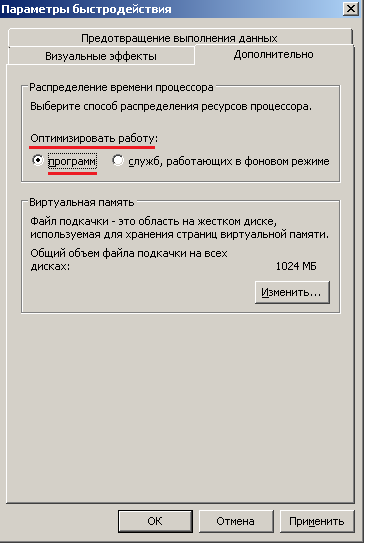 Параметры быстродействия
Предотвращение выполнения данных
Визуальные эффекты
Дополнительно
Распределение времени процессора
Выберите способ распределения ресурсов процессора.
Оптимизировать работу:
программ
служб, работающих в фоновом режиме
Виртуальная память
Файл подкачки - это область на жестком диске,
используемая для хранения страниц виртуальной памяти.
Общий объем файла подкачки на всех
дисках: 1024 МБ
Изменить...
ОК
Отмена
Применить